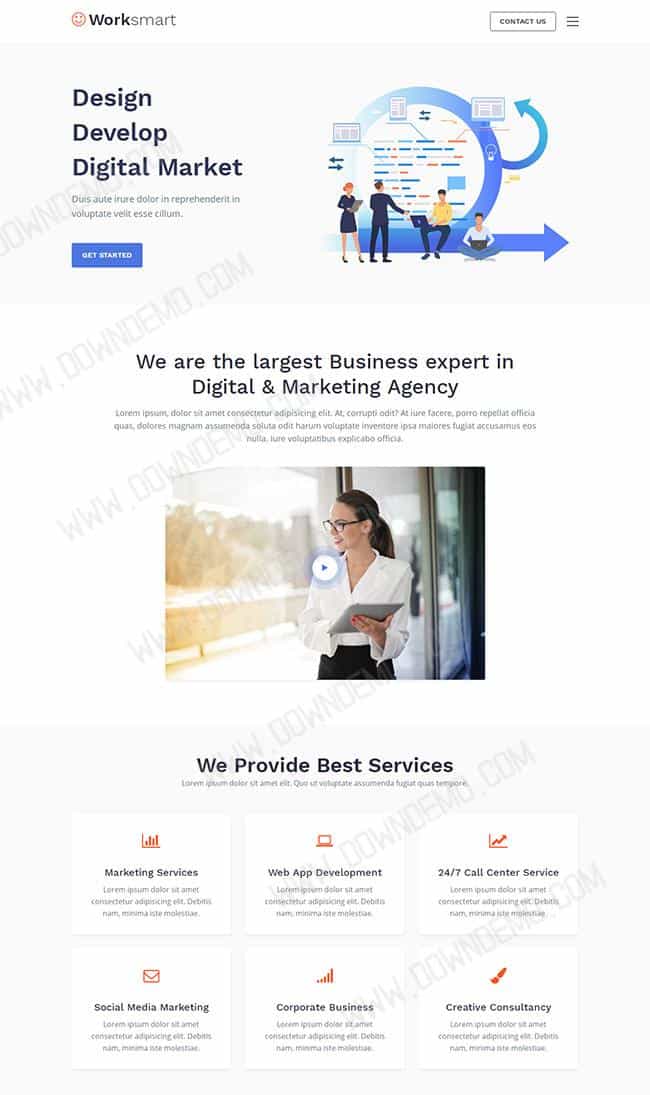 Worksmart
CONTACT US
Design
Develop
Digital Market
Duis aute irure dolor in reprehenderit in
voluptate velit esse cillum.
GET STARTED
We are the largest Business expert in
Digital & Marketing Agency
Lorem ipsum, dolor sit amet consectetur adipisicing elit. At, corrupti odit? At iure facere, porro repellat officia
quas, dolores magnam assumenda soluta odit harum voluptate inventore ipsa maiores fugiat accusamus eos
nulla. Iure voluptatibus explicabo officia.
We Provide Best Services
Lorem ipsum dolor sit amet elit. Quo ut voluptate assumenda fugiat quas tempore.
Marketing Services
Lorem ipsum dolor sit amet
consectetur adipisicing elit. Debitis
nam, minima iste molestiae.
Web App Development
Lorem ipsum dolor sit amet
consectetur adipisicing elit. Debitis
nam, minima iste molestiae.
24/7 Call Center Service
Lorem ipsum dolor sit amet
consectetur adipisicing elit. Debitis
nam, minima iste molestiae.
Social Media Marketing
Lorem ipsum dolor sit amet
consectetur adipisicing elit. Debitis
nam, minima iste molestiae.
Corporate Business
Lorem ipsum dolor sit amet
consectetur adipisicing elit. Debitis
nam, minima iste molestiae.
Creative Consultancy
Lorem ipsum dolor sit amet
consectetur adipisicing elit. Debitis
nam, minima iste molestiae.
WWW.DOWNDEMO.COM
WWW.DOWNDEMO.COM
WWW.DOWNDEMO.COM
WWW.DOWNDEMO.COM
WWW.DOWNDEMO.COM
WWW.DOWNDEMO.COM